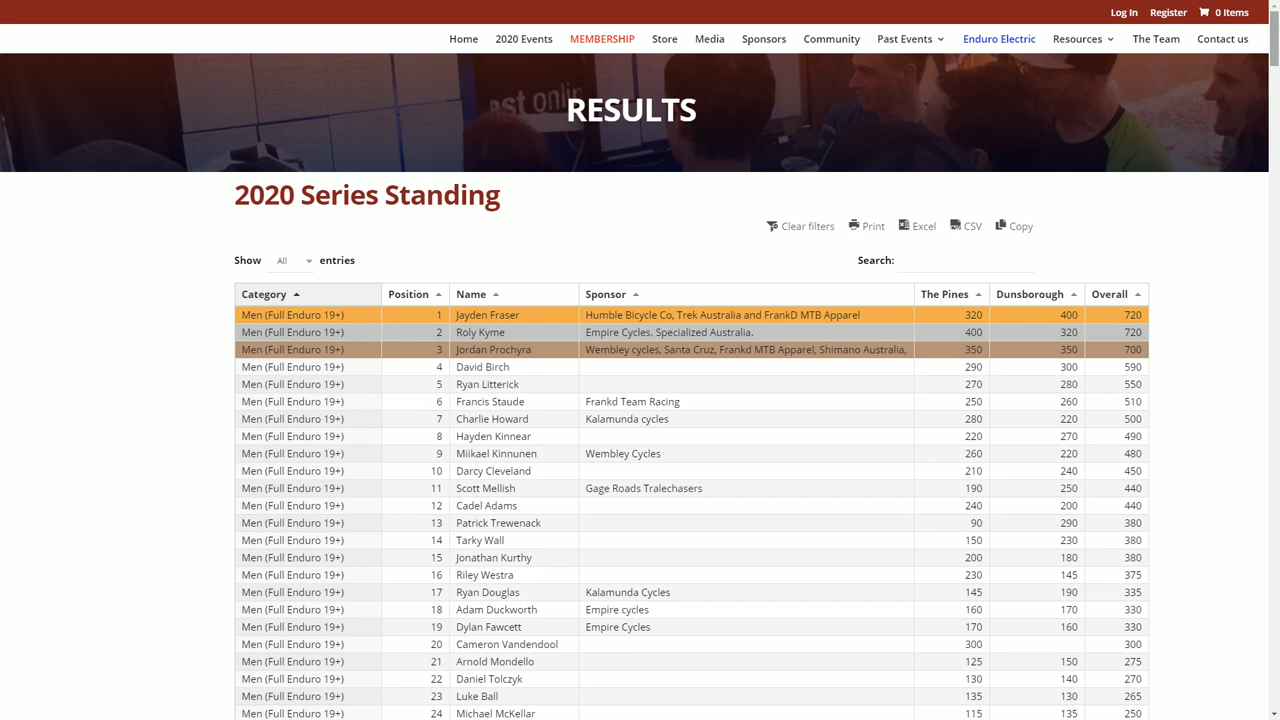 Log In Register 0 Items
Home 2020 Events MEMBERSHIP Store Media Sponsors Community Past Events Enduro Electric Resources The Team Contact us
RESULTS
2020 Series Standing
Clear filters Print Excel CSV Copy
Show All entries Search:
Category Position Name Sponsor The Pines Dunsborough Overall
Men (Full Enduro 19+) 1 Jayden Fraser Humble Bicycle Co, Trek Australia and FrankD MTB Apparel 320 400 720
Men (Full Enduro 19+) 2 Roly Kyme Empire Cycles. Specialized Australia. 400 320 720
Men (Full Enduro 19+) 3 Jordan Prochyra Wembley cycles, Santa Cruz, Frankd MTB Apparel, Shimano Australia, 350 350 700
Men (Full Enduro 19+) 4 David Birch 290 300 590
Men (Full Enduro 19+) 5 Ryan Litterick 270 280 550
Men (Full Enduro 19+) 6 Francis Staude Frankd Team Racing 250 260 510
Men (Full Enduro 19+) 7 Charlie Howard Kalamunda cycles 280 220 500
Men (Full Enduro 19+) 8 Hayden Kinnear 220 270 490
Men (Full Enduro 19+) 9 Miikael Kinnunen Wembley Cycles 260 220 480
Men (Full Enduro 19+) 10 Darcy Cleveland 210 240 450
Men (Full Enduro 19+) 11 Scott Mellish Gage Roads Tralechasers 190 250 440
Men (Full Enduro 19+) 12 Cadel Adams 240 200 440
Men (Full Enduro 19+) 13 Patrick Trewenack 90 290 380
Men (Full Enduro 19+) 14 Tarky Wall 150 230 380
Men (Full Enduro 19+) 15 Jonathan Kurthy 200 180 380
Men (Full Enduro 19+) 16 Riley Westra 230 145 375
Men (Full Enduro 19+) 17 Ryan Douglas Kalamunda Cycles 145 190 335
Men (Full Enduro 19+) 18 Adam Duckworth Empire cycles 160 170 330
Men (Full Enduro 19+) 19 Dylan Fawcett Empire Cycles 170 160 330
Men (Full Enduro 19+) 20 Cameron Vandendool 300 300
Men (Full Enduro 19+) 21 Arnold Mondello 125 150 275
Men (Full Enduro 19+) 22 Daniel Tolczyk 130 140 270
Men (Full Enduro 19+) 23 Luke Ball 135 130 265
Men (Full Enduro 19+) 24 Michael McKellar 115 135 250